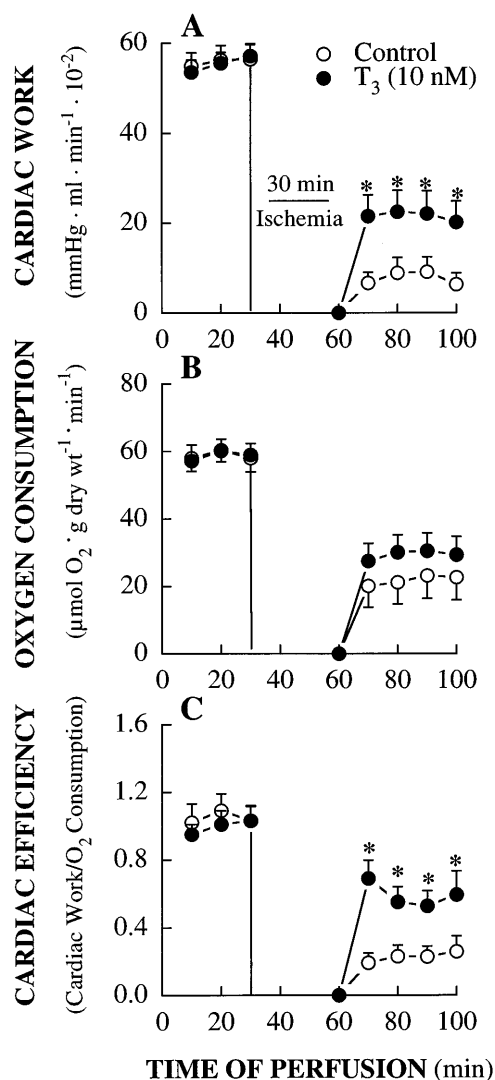 A
CARDIAC WORK
(mmHg · ml · min⁻¹ · 10⁻²)
60
40
20
0
Control
T₃ (10 nM)
30 min
Ischemia
* * * *
0 20 40 60 80 100
B
OXYGEN CONSUMPTION
(μmol O₂ · g dry wt⁻¹ · min⁻¹)
80
60
40
20
0
0 20 40 60 80 100
C
CARDIAC EFFICIENCY
(Cardiac Work/O₂ Consumption)
1.6
1.2
0.8
0.4
0.0
* * * *
0 20 40 60 80 100
TIME OF PERFUSION (min)